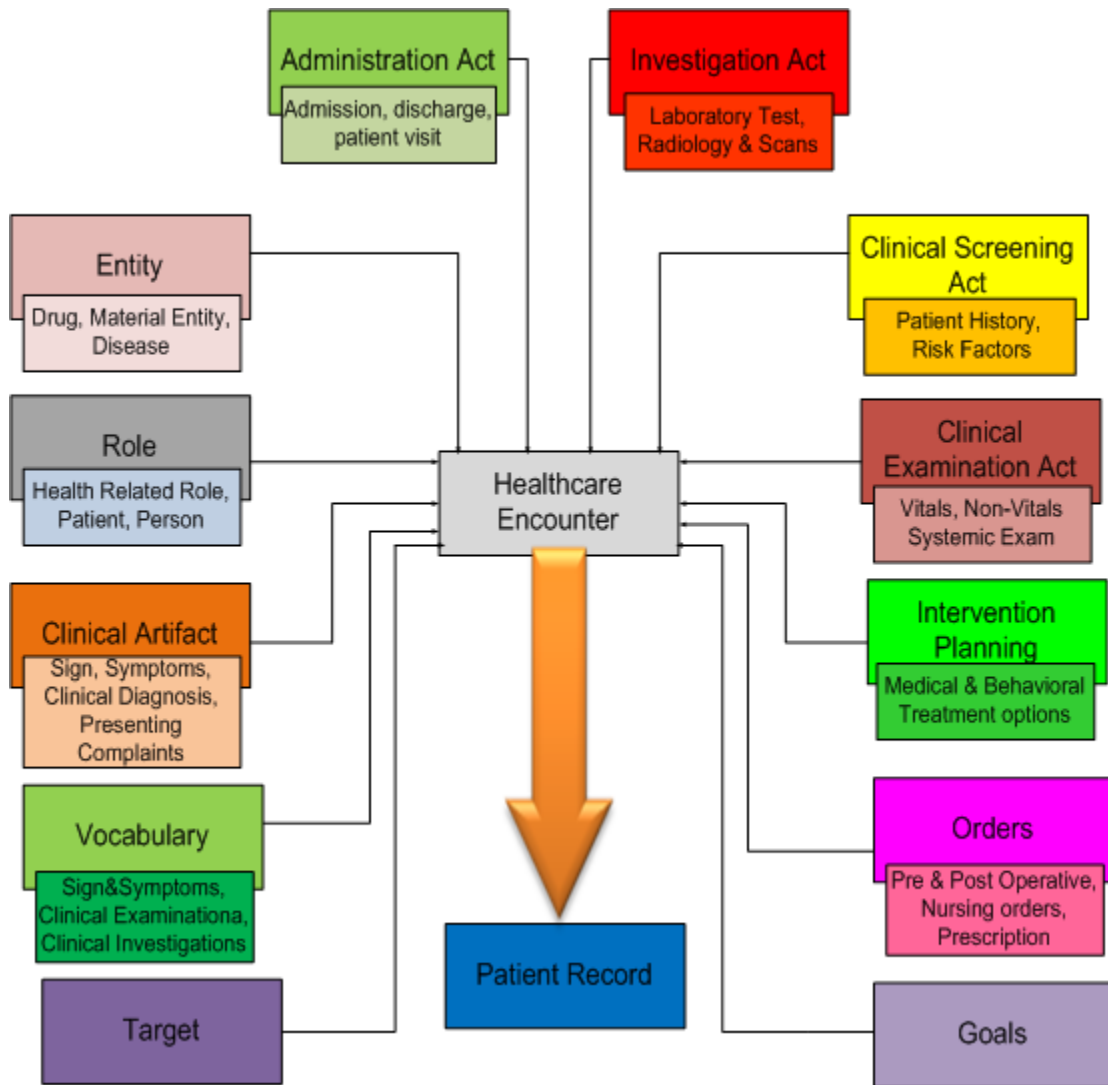 Administration Act
Admission, discharge,
patient visit
Investigation Act
Laboratory Test,
Radiology & Scans
Entity
Drug, Material Entity,
Disease
Clinical Screening
Act
Patient History,
Risk Factors
Role
Health Related Role,
Patient, Person
Healthcare
Encounter
Clinical
Examination Act
Vitals, Non-Vitals
Systemic Exam
Clinical Artifact
Sign, Symptoms,
Clinical Diagnosis,
Presenting
Complaints
Intervention
Planning
Medical & Behavioral
Treatment options
Vocabulary
Sign&Symptoms,
Clinical Examinationa,
Clinical Investigations
Orders
Pre & Post Operative,
Nursing orders,
Prescription
Patient Record
Target
Goals